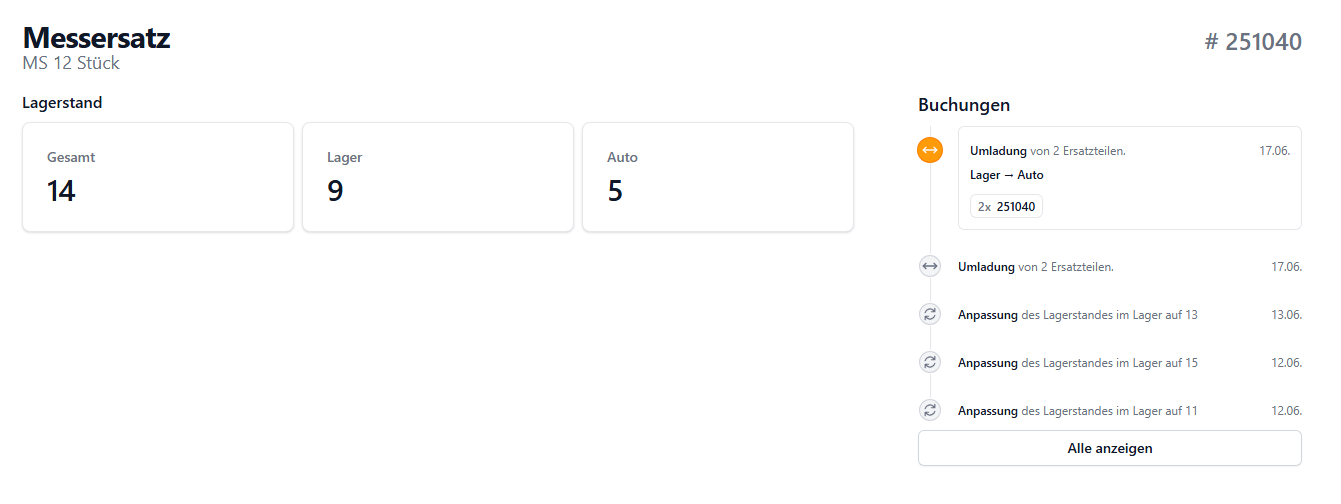 Messersatz
MS 12 Stück
# 251040
Lagerstand
Gesamt
14
Lager
9
Auto
5
Buchungen
Umladung von 2 Ersatzteilen.
17.06.
Lager → Auto
2x 251040
Umladung von 2 Ersatzteilen.
17.06.
Anpassung des Lagerstandes im Lager auf 13
13.06.
Anpassung des Lagerstandes im Lager auf 15
12.06.
Anpassung des Lagerstandes im Lager auf 11
12.06.
Alle anzeigen